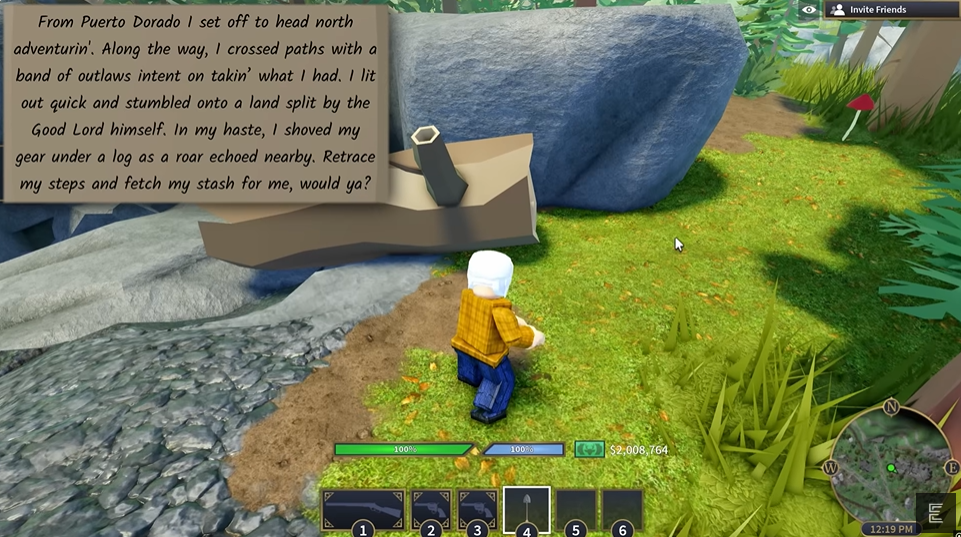 From Puerto Dorado I set off to head north
adventurin'. Along the way, I crossed paths with a
band of outlaws intent on takin' what I had. I lit
out quick and stumbled onto a land split by the
Good Lord himself. In my haste, I shoved my
gear under a log as a roar echoed nearby. Retrace
my steps and fetch my stash for me, would ya?
Invite Friends
100%
100%
$2,008,764
1
2
3
4
5
6
N
W
E
12:19 PM